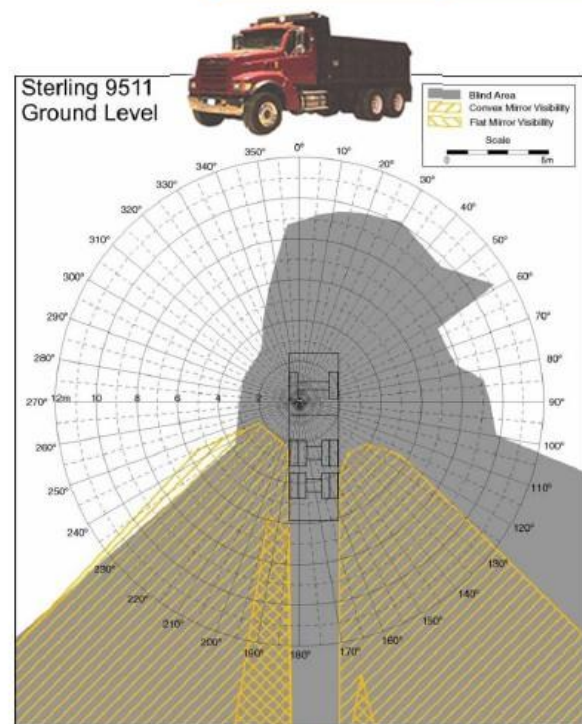 Sterling 9511
Ground Level
Blind Area
Convex Mirror Visibility
Flat Mirror Visibility
Scale
0 6m
0°
350° 10°
340° 20°
330° 30°
320° 40°
310° 50°
300° 60°
290° 70°
280° 80°
270° 12m 10 8 6 4 2 90°
260° 100°
250° 110°
240° 120°
230° 130°
220° 140°
210° 150°
200° 160°
190° 170°
180°